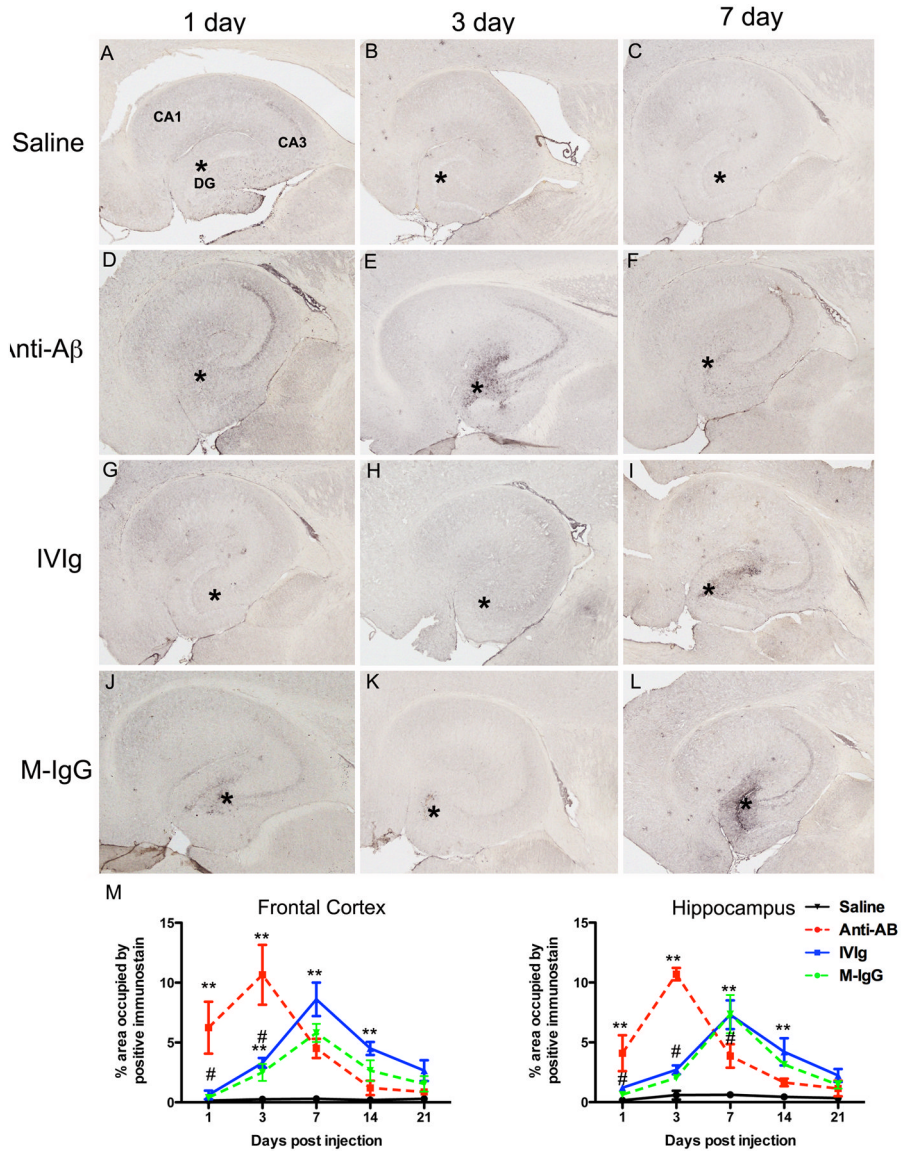 1 day 3 day 7 day
A B C
Saline
CA1
CA3
*
DG
*
*
D E F
Anti-Aβ
* * *
G H I
IVIg
* * *
J K L
M-IgG
* * *
M
Frontal Cortex
15
10
5
0
% area occupied by
positive immunostain
** ** ** **
#
**
#
1 3 7 14 21
Days post injection
Hippocampus
15
10
5
0
% area occupied by
positive immunostain
** ** ** **
# # #
1 3 7 14 21
Days post injection
Saline
Anti-AB
IVIg
M-IgG